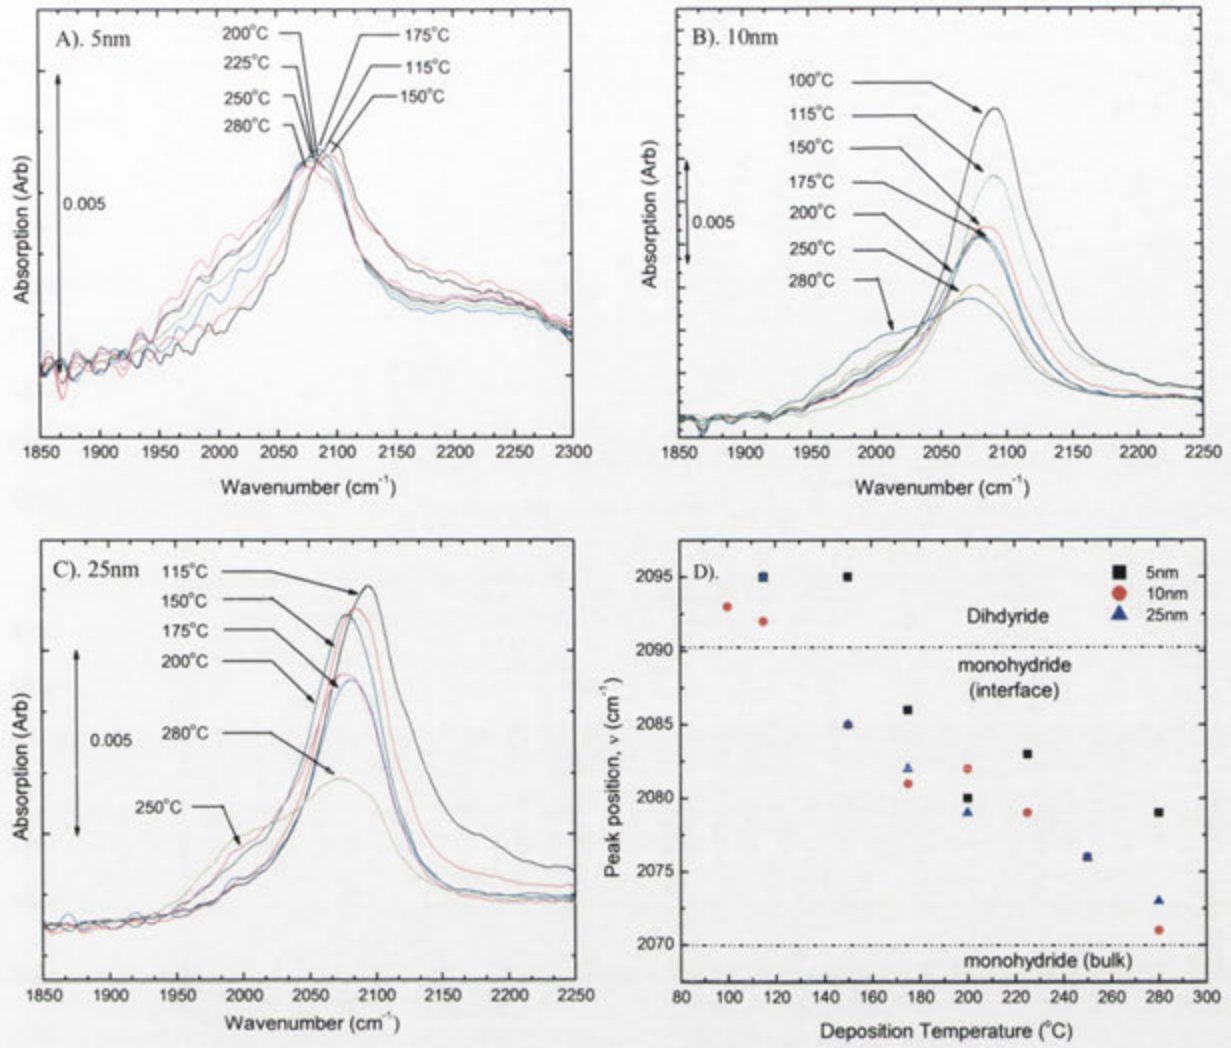 A). 5nm
200°C
225°C
250°C
280°C
175°C
115°C
150°C
0.005
Absorption (Arb)
1850 1900 1950 2000 2050 2100 2150 2200 2250 2300
Wavenumber (cm⁻¹)
B). 10nm
100°C
115°C
150°C
175°C
200°C
250°C
280°C
0.005
Absorption (Arb)
1850 1900 1950 2000 2050 2100 2150 2200 2250
Wavenumber (cm⁻¹)
C). 25nm
115°C
150°C
175°C
200°C
280°C
250°C
0.005
Absorption (Arb)
1850 1900 1950 2000 2050 2100 2150 2200 2250
Wavenumber (cm⁻¹)
D).
5nm
10nm
25nm
Dihdyride
monohydride
(interface)
monohydride (bulk)
2095
2090
2085
2080
2075
2070
Peak position, ν (cm⁻¹)
80 100 120 140 160 180 200 220 240 260 280 300
Deposition Temperature (°C)